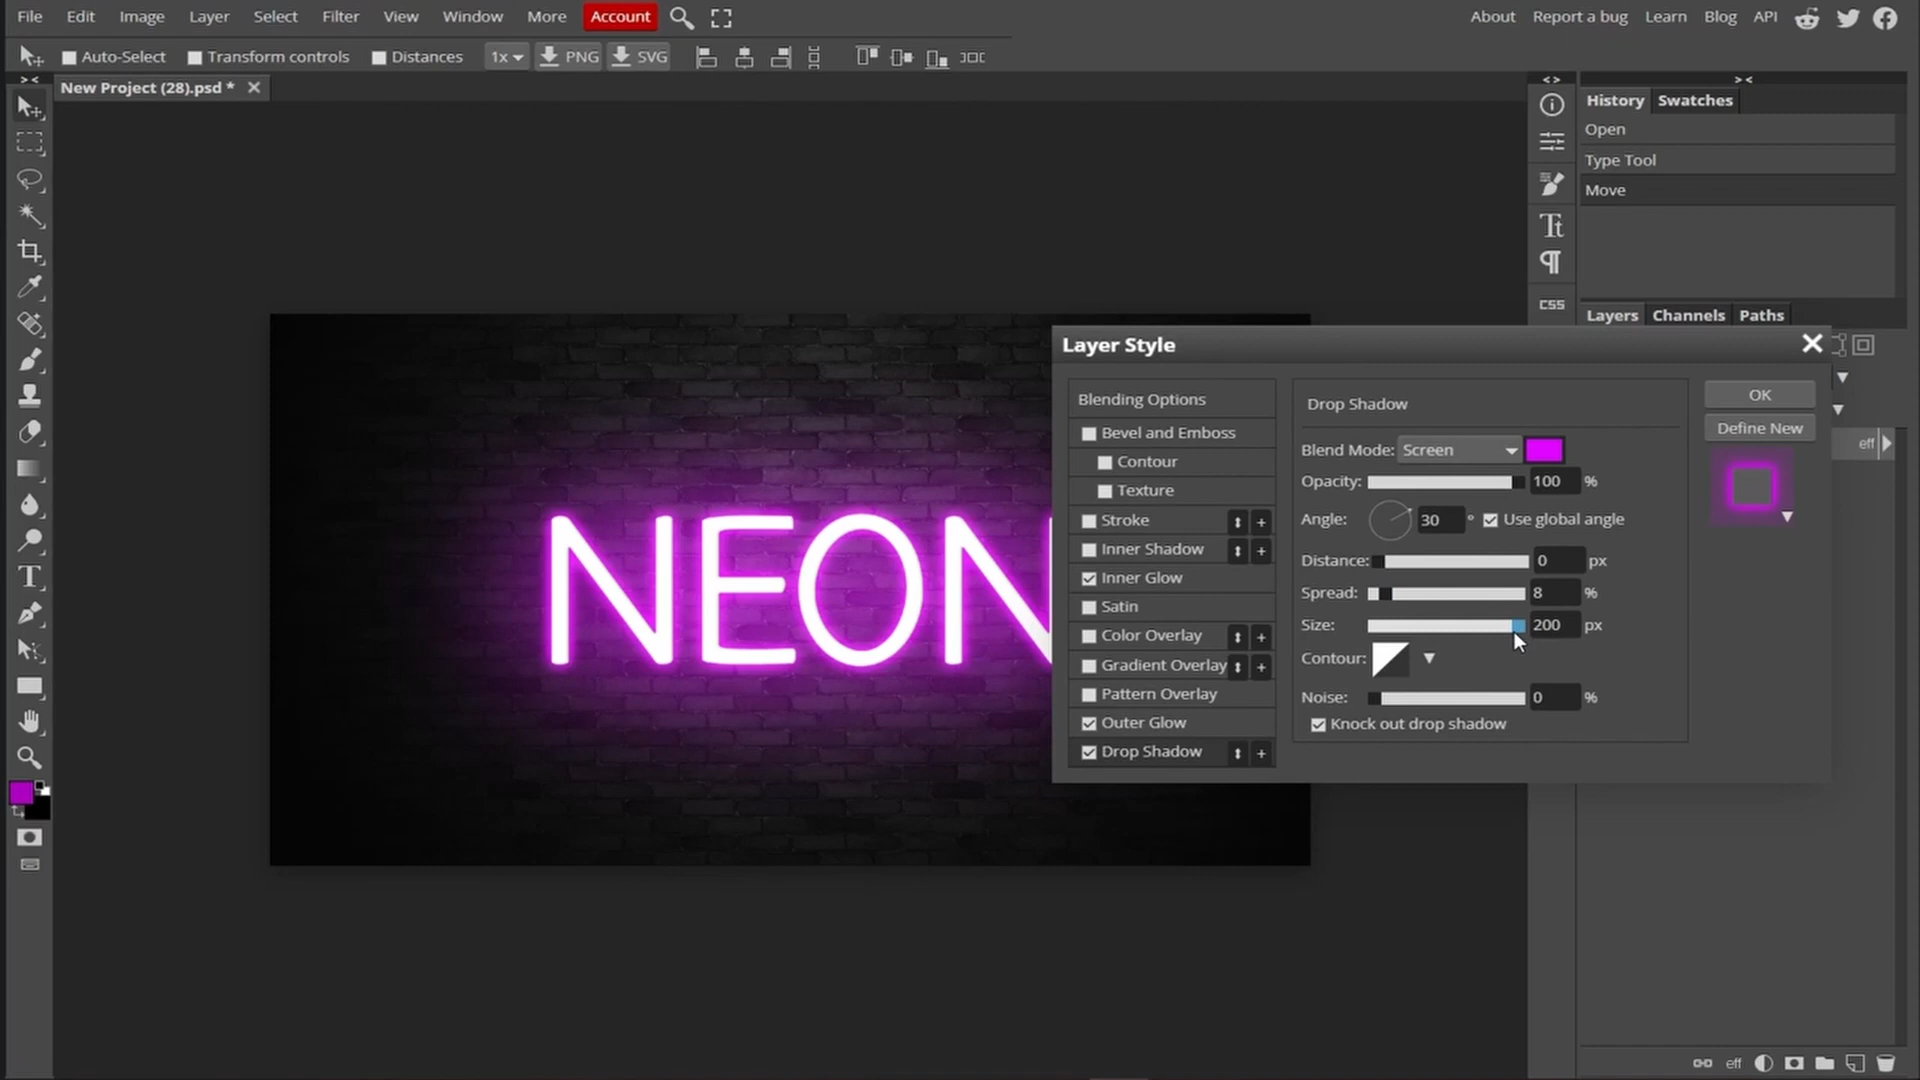 File Edit Image Layer Select Filter View Window More Account About Report a bug Learn Blog API
Auto-Select Transform controls Distances 1x PNG SVG
> < New Project (28).psd * < > > <
History Swatches
Open
Type Tool
Move
CSS
Layers Channels Paths
Layer Style
Blending Options
Bevel and Emboss
Contour
Texture
Stroke +
Inner Shadow +
Inner Glow
Satin
Color Overlay +
Gradient Overlay +
Pattern Overlay
Outer Glow
Drop Shadow +
Drop Shadow
Blend Mode: Screen
Opacity: 100 %
Angle: 30 ° Use global angle
Distance: 0 px
Spread: 8 %
Size: 200 px
Contour:
Noise: 0 %
Knock out drop shadow
OK
Define New
eff
NEON
eff